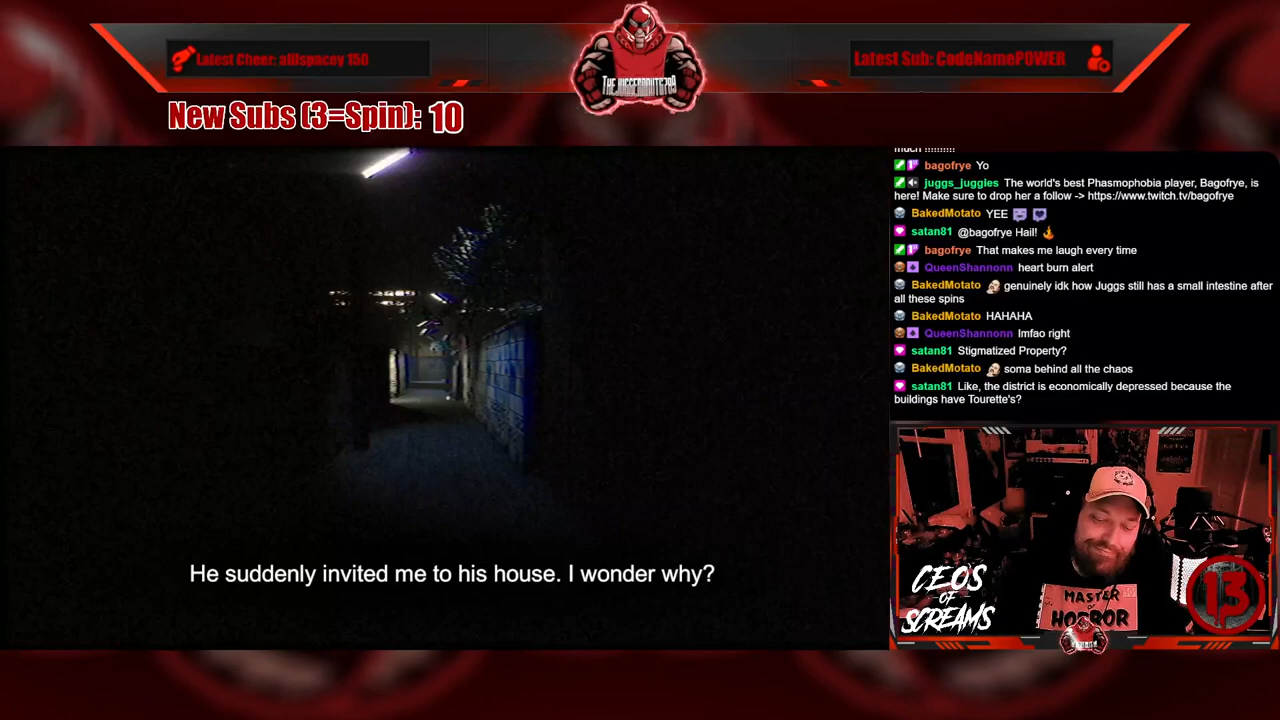 Latest Cheer: allspacey 150
THEJUGGERNAUT6789
Latest Sub: CodeNamePOWER
New Subs (3=Spin): 10
much !!!!!!!!!!
bagofrye Yo
juggs_juggles The world's best Phasmophobia player, Bagofrye, is
here! Make sure to drop her a follow -> https://www.twitch.tv/bagofrye
BakedMotato YEE
satan81 @bagofrye Hail!
bagofrye That makes me laugh every time
QueenShannonn heart burn alert
BakedMotato genuinely idk how Juggs still has a small intestine after
all these spins
BakedMotato HAHAHA
QueenShannonn lmfao right
satan81 Stigmatized Property?
BakedMotato soma behind all the chaos
satan81 Like, the district is economically depressed because the
buildings have Tourette's?
He suddenly invited me to his house. I wonder why?
CEOS
OF
SCREAMS
MASTER
OF
HORROR
13